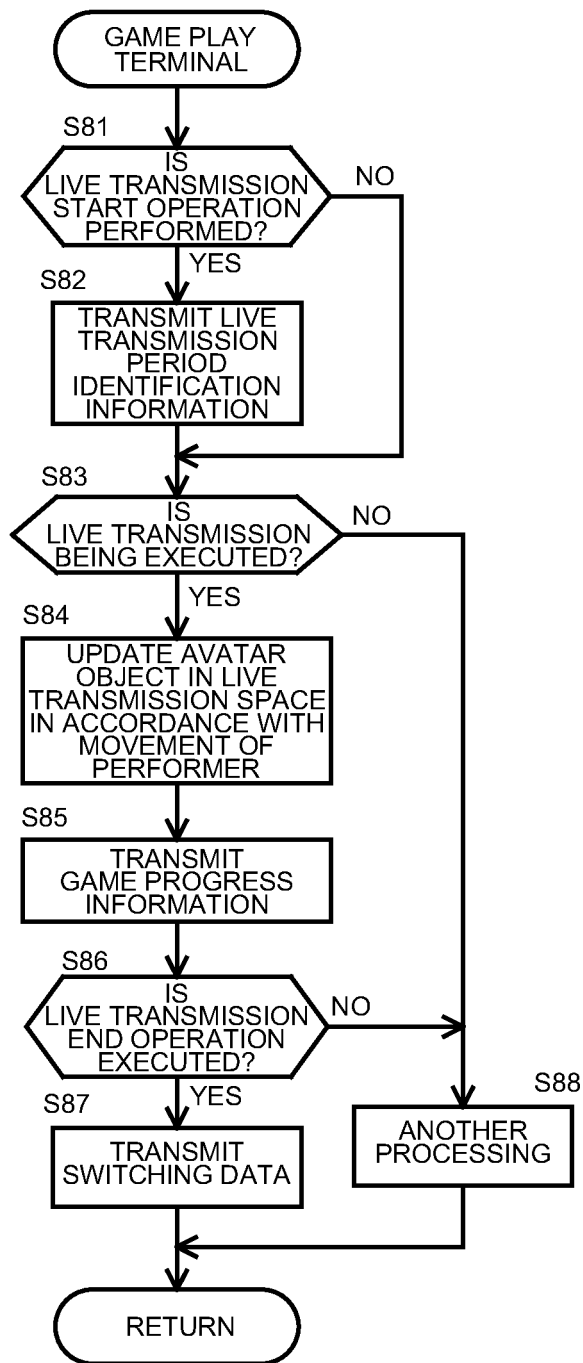 GAME PLAY
TERMINAL
S81
IS
LIVE TRANSMISSION
START OPERATION
PERFORMED?
NO
YES
S82
TRANSMIT LIVE
TRANSMISSION
PERIOD
IDENTIFICATION
INFORMATION
S83
IS
LIVE TRANSMISSION
BEING EXECUTED?
NO
YES
S84
UPDATE AVATAR
OBJECT IN LIVE
TRANSMISSION SPACE
IN ACCORDANCE WITH
MOVEMENT OF
PERFORMER
S85
TRANSMIT
GAME PROGRESS
INFORMATION
S86
IS
LIVE TRANSMISSION
END OPERATION
EXECUTED?
NO
YES
S87
TRANSMIT
SWITCHING DATA
S88
ANOTHER
PROCESSING
RETURN